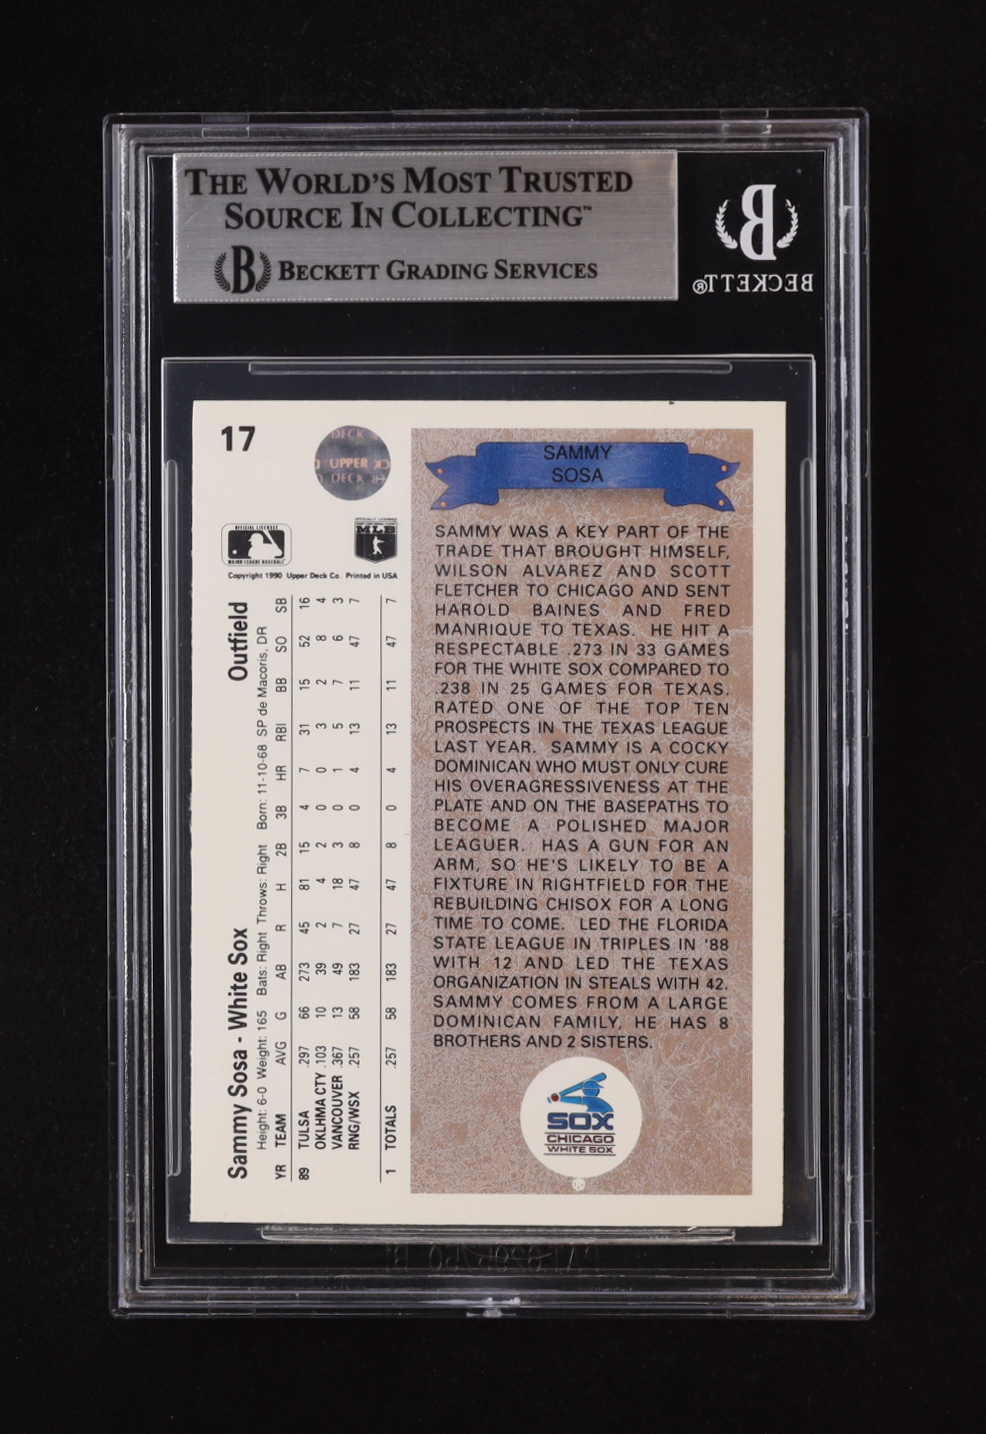 THE WORLD'S MOST TRUSTED
SOURCE IN COLLECTING™
B BECKETT GRADING SERVICES
B
BECKETT®
17
DECK
UPPER
DECK
OFFICIAL LICENSEE
MAJOR LEAGUE BASEBALL
MLB
Copyright 1990 Upper Deck Co. Printed in USA
Sammy Sosa - White Sox Outfield
Height: 6-0 Weight: 165 Bats: Right Throws: Right Born: 11-10-68 SP de Macoris, DR
YR TEAM AVG G AB R H 2B 3B HR RBI BB SO SB
89 TULSA .297 66 273 45 81 15 4 7 31 15 52 16
OKLHMA CTY .103 10 39 2 4 2 0 0 3 2 8 4
VANCOUVER .367 13 49 7 18 3 0 1 5 7 6 3
RNG/WSX .257 58 183 27 47 8 0 4 13 11 47 7
1 TOTALS .257 58 183 27 47 8 0 4 13 11 47 7
SAMMY
SOSA
SAMMY WAS A KEY PART OF THE
TRADE THAT BROUGHT HIMSELF,
WILSON ALVAREZ AND SCOTT
FLETCHER TO CHICAGO AND SENT
HAROLD BAINES AND FRED
MANRIQUE TO TEXAS. HE HIT A
RESPECTABLE .273 IN 33 GAMES
FOR THE WHITE SOX COMPARED TO
.238 IN 25 GAMES FOR TEXAS.
RATED ONE OF THE TOP TEN
PROSPECTS IN THE TEXAS LEAGUE
LAST YEAR. SAMMY IS A COCKY
DOMINICAN WHO MUST ONLY CURE
HIS OVERAGRESSIVENESS AT THE
PLATE AND ON THE BASEPATHS TO
BECOME A POLISHED MAJOR
LEAGUER. HAS A GUN FOR AN
ARM, SO HE'S LIKELY TO BE A
FIXTURE IN RIGHTFIELD FOR THE
REBUILDING CHISOX FOR A LONG
TIME TO COME. LED THE FLORIDA
STATE LEAGUE IN TRIPLES IN '88
WITH 12 AND LED THE TEXAS
ORGANIZATION IN STEALS WITH 42.
SAMMY COMES FROM A LARGE
DOMINICAN FAMILY, HE HAS 8
BROTHERS AND 2 SISTERS.
SOX
CHICAGO
WHITE SOX
®